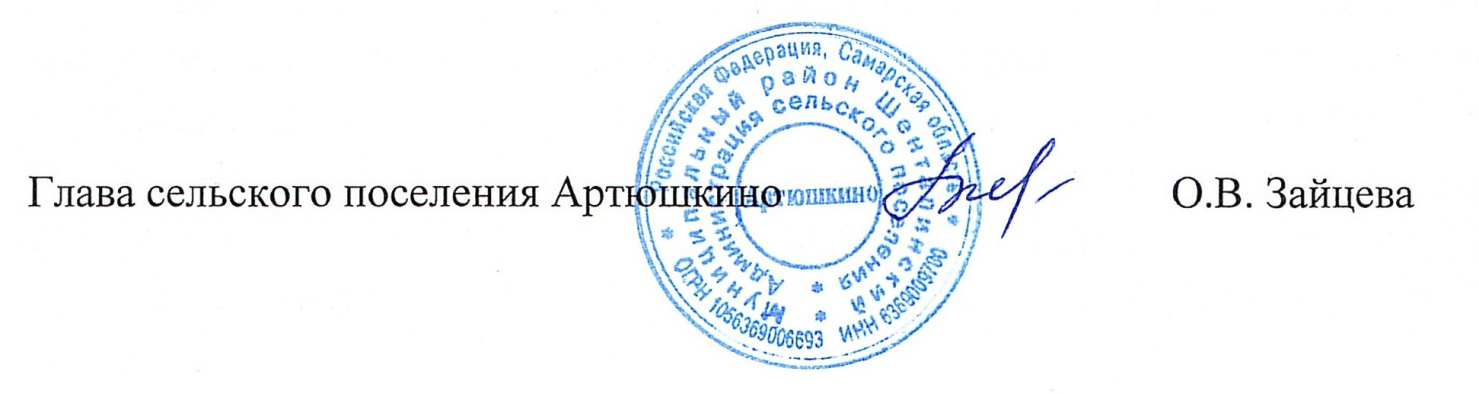 Глава сельского поселения Артюшкино
О.В. Зайцева
Российская Федерация, Самарская область
* ОГРН 1056369006693 ИНН 6369009700 *
Муниципальный район Шенталинский *
Администрация сельского поселения *
Артюшкино